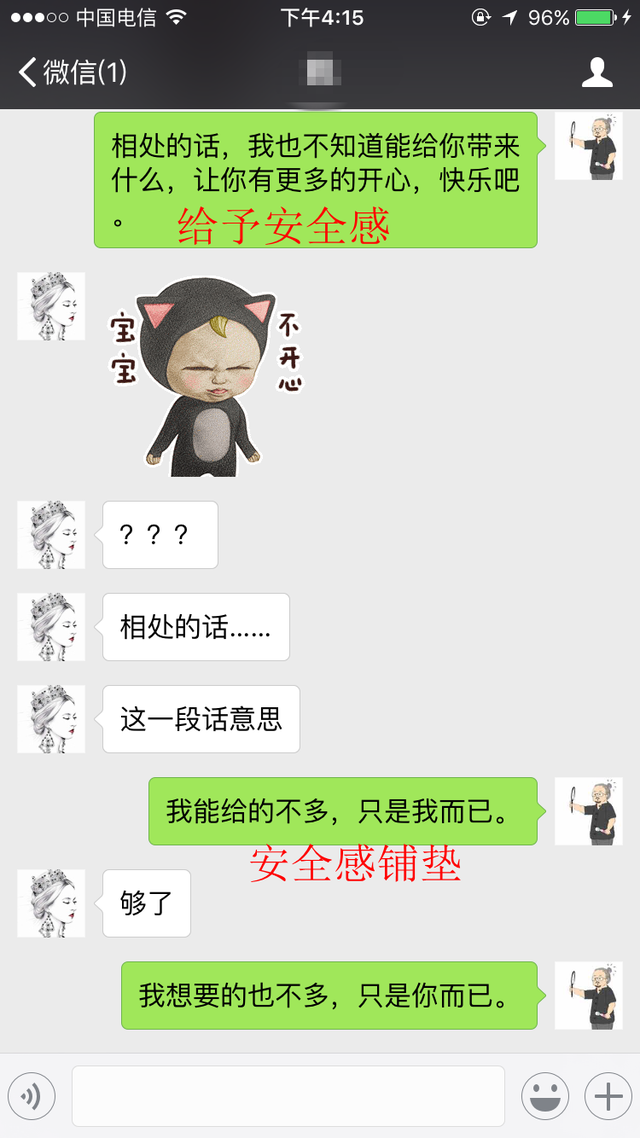 中国电信
下午4:15
96%
微信(1)
相处的话，我也不知道能给你带来
什么，让你有更多的开心，快乐吧
。
给予安全感
宝宝
不开心
？？？
相处的话……
这一段话意思
我能给的不多，只是我而已。
安全感铺垫
够了
我想要的也不多，只是你而已。